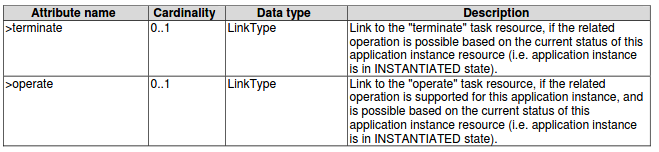 Attribute name Cardinality Data type Description
>terminate 0..1 LinkType Link to the "terminate" task resource, if the related
operation is possible based on the current status of this
application instance resource (i.e. application instance
is in INSTANTIATED state).
>operate 0..1 LinkType Link to the "operate" task resource, if the related
operation is supported for this application instance, and
is possible based on the current status of this
application instance resource (i.e. application instance
is in INSTANTIATED state).